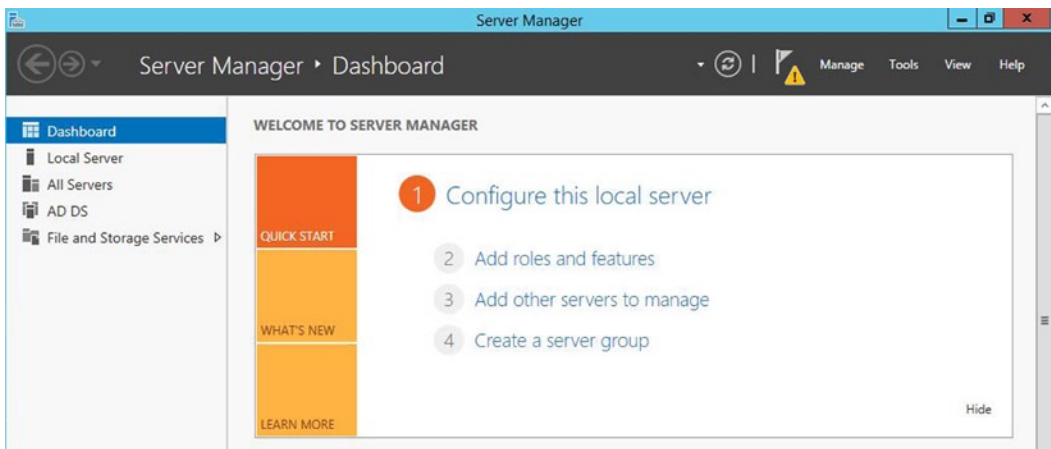 Server Manager
Server Manager ‣ Dashboard
Manage Tools View Help
Dashboard
Local Server
All Servers
AD DS
File and Storage Services
WELCOME TO SERVER MANAGER
QUICK START
WHAT'S NEW
LEARN MORE
1 Configure this local server
2 Add roles and features
3 Add other servers to manage
4 Create a server group
Hide